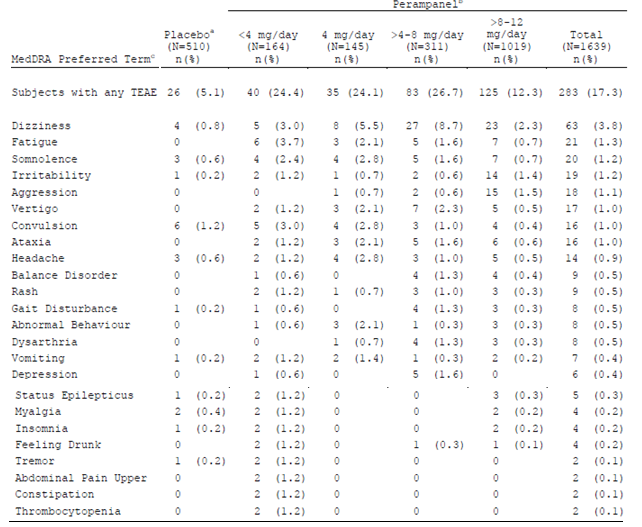 Perampanel^b
Placebo^a <4 mg/day 4 mg/day >4-8 mg/day >8-12 mg/day Total
(N=510) (N=164) (N=145) (N=311) (N=1019) (N=1639)
MedDRA Preferred Term^c n(%) n(%) n(%) n(%) n(%) n(%)
Subjects with any TEAE 26 (5.1) 40 (24.4) 35 (24.1) 83 (26.7) 125 (12.3) 283 (17.3)
Dizziness 4 (0.8) 5 (3.0) 8 (5.5) 27 (8.7) 23 (2.3) 63 (3.8)
Fatigue 0 6 (3.7) 3 (2.1) 5 (1.6) 7 (0.7) 21 (1.3)
Somnolence 3 (0.6) 4 (2.4) 4 (2.8) 5 (1.6) 7 (0.7) 20 (1.2)
Irritability 1 (0.2) 2 (1.2) 1 (0.7) 2 (0.6) 14 (1.4) 19 (1.2)
Aggression 0 0 1 (0.7) 2 (0.6) 15 (1.5) 18 (1.1)
Vertigo 0 2 (1.2) 3 (2.1) 7 (2.3) 5 (0.5) 17 (1.0)
Convulsion 6 (1.2) 5 (3.0) 4 (2.8) 3 (1.0) 4 (0.4) 16 (1.0)
Ataxia 0 2 (1.2) 3 (2.1) 5 (1.6) 6 (0.6) 16 (1.0)
Headache 3 (0.6) 2 (1.2) 4 (2.8) 3 (1.0) 5 (0.5) 14 (0.9)
Balance Disorder 0 1 (0.6) 0 4 (1.3) 4 (0.4) 9 (0.5)
Rash 0 2 (1.2) 1 (0.7) 3 (1.0) 3 (0.3) 9 (0.5)
Gait Disturbance 1 (0.2) 1 (0.6) 0 4 (1.3) 3 (0.3) 8 (0.5)
Abnormal Behaviour 0 1 (0.6) 3 (2.1) 1 (0.3) 3 (0.3) 8 (0.5)
Dysarthria 0 0 1 (0.7) 4 (1.3) 3 (0.3) 8 (0.5)
Vomiting 1 (0.2) 2 (1.2) 2 (1.4) 1 (0.3) 2 (0.2) 7 (0.4)
Depression 0 1 (0.6) 0 5 (1.6) 0 6 (0.4)
Status Epilepticus 1 (0.2) 2 (1.2) 0 0 3 (0.3) 5 (0.3)
Myalgia 2 (0.4) 2 (1.2) 0 0 2 (0.2) 4 (0.2)
Insomnia 1 (0.2) 2 (1.2) 0 0 2 (0.2) 4 (0.2)
Feeling Drunk 0 2 (1.2) 0 1 (0.3) 1 (0.1) 4 (0.2)
Tremor 1 (0.2) 2 (1.2) 0 0 0 2 (0.1)
Abdominal Pain Upper 0 2 (1.2) 0 0 0 2 (0.1)
Constipation 0 2 (1.2) 0 0 0 2 (0.1)
Thrombocytopenia 0 2 (1.2) 0 0 0 2 (0.1)